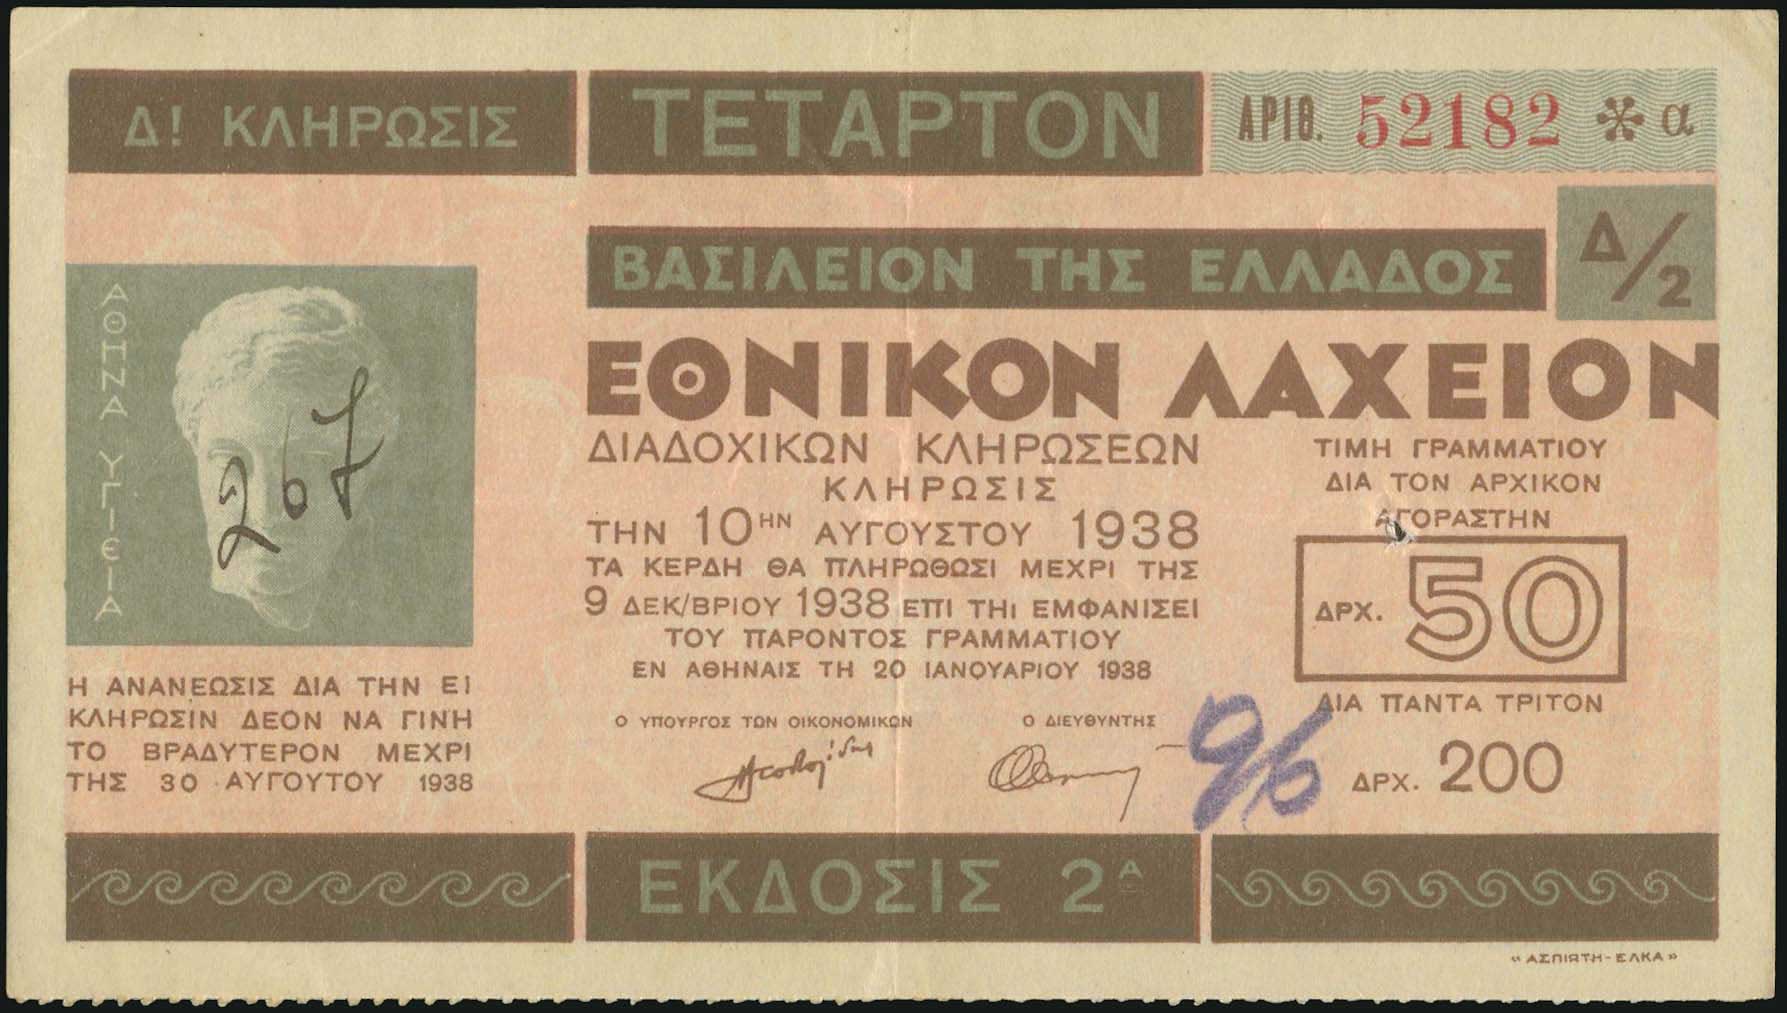 Δ! ΚΛΗΡΩΣΙΣ
ΤΕΤΑΡΤΟΝ
ΑΡΙΘ. 52182 * α
ΒΑΣΙΛΕΙΟΝ ΤΗΣ ΕΛΛΑΔΟΣ
Δ/2
ΑΘΗΝΑ ΥΓΙΕΙΑ
267
ΕΘΝΙΚΟΝ ΛΑΧΕΙΟΝ
ΔΙΑΔΟΧΙΚΩΝ ΚΛΗΡΩΣΕΩΝ
ΚΛΗΡΩΣΙΣ
ΤΗΝ 10ΗΝ ΑΥΓΟΥΣΤΟΥ 1938
ΤΑ ΚΕΡΔΗ ΘΑ ΠΛΗΡΩΘΩΣΙ ΜΕΧΡΙ ΤΗΣ
9 ΔΕΚ/ΒΡΙΟΥ 1938 ΕΠΙ ΤΗι ΕΜΦΑΝΙΣΕΙ
ΤΟΥ ΠΑΡΟΝΤΟΣ ΓΡΑΜΜΑΤΙΟΥ
ΕΝ ΑΘΗΝΑΙΣ ΤΗ 20 ΙΑΝΟΥΑΡΙΟΥ 1938
Ο ΥΠΟΥΡΓΟΣ ΤΩΝ ΟΙΚΟΝΟΜΙΚΩΝ
Ο ΔΙΕΥΘΥΝΤΗΣ
ΤΙΜΗ ΓΡΑΜΜΑΤΙΟΥ
ΔΙΑ ΤΟΝ ΑΡΧΙΚΟΝ
ΑΓΟΡΑΣΤΗΝ
ΔΡΧ. 50
ΔΙΑ ΠΑΝΤΑ ΤΡΙΤΟΝ
ΔΡΧ. 200
96
Η ΑΝΑΝΕΩΣΙΣ ΔΙΑ ΤΗΝ ΕΙ
ΚΛΗΡΩΣΙΝ ΔΕΟΝ ΝΑ ΓΙΝΗ
ΤΟ ΒΡΑΔΥΤΕΡΟΝ ΜΕΧΡΙ
ΤΗΣ 30 ΑΥΓΟΥΤΟΥ 1938
ΕΚΔΟΣΙΣ 2Α
« ΑΣΠΙΩΤΗ-ΕΛΚΑ »